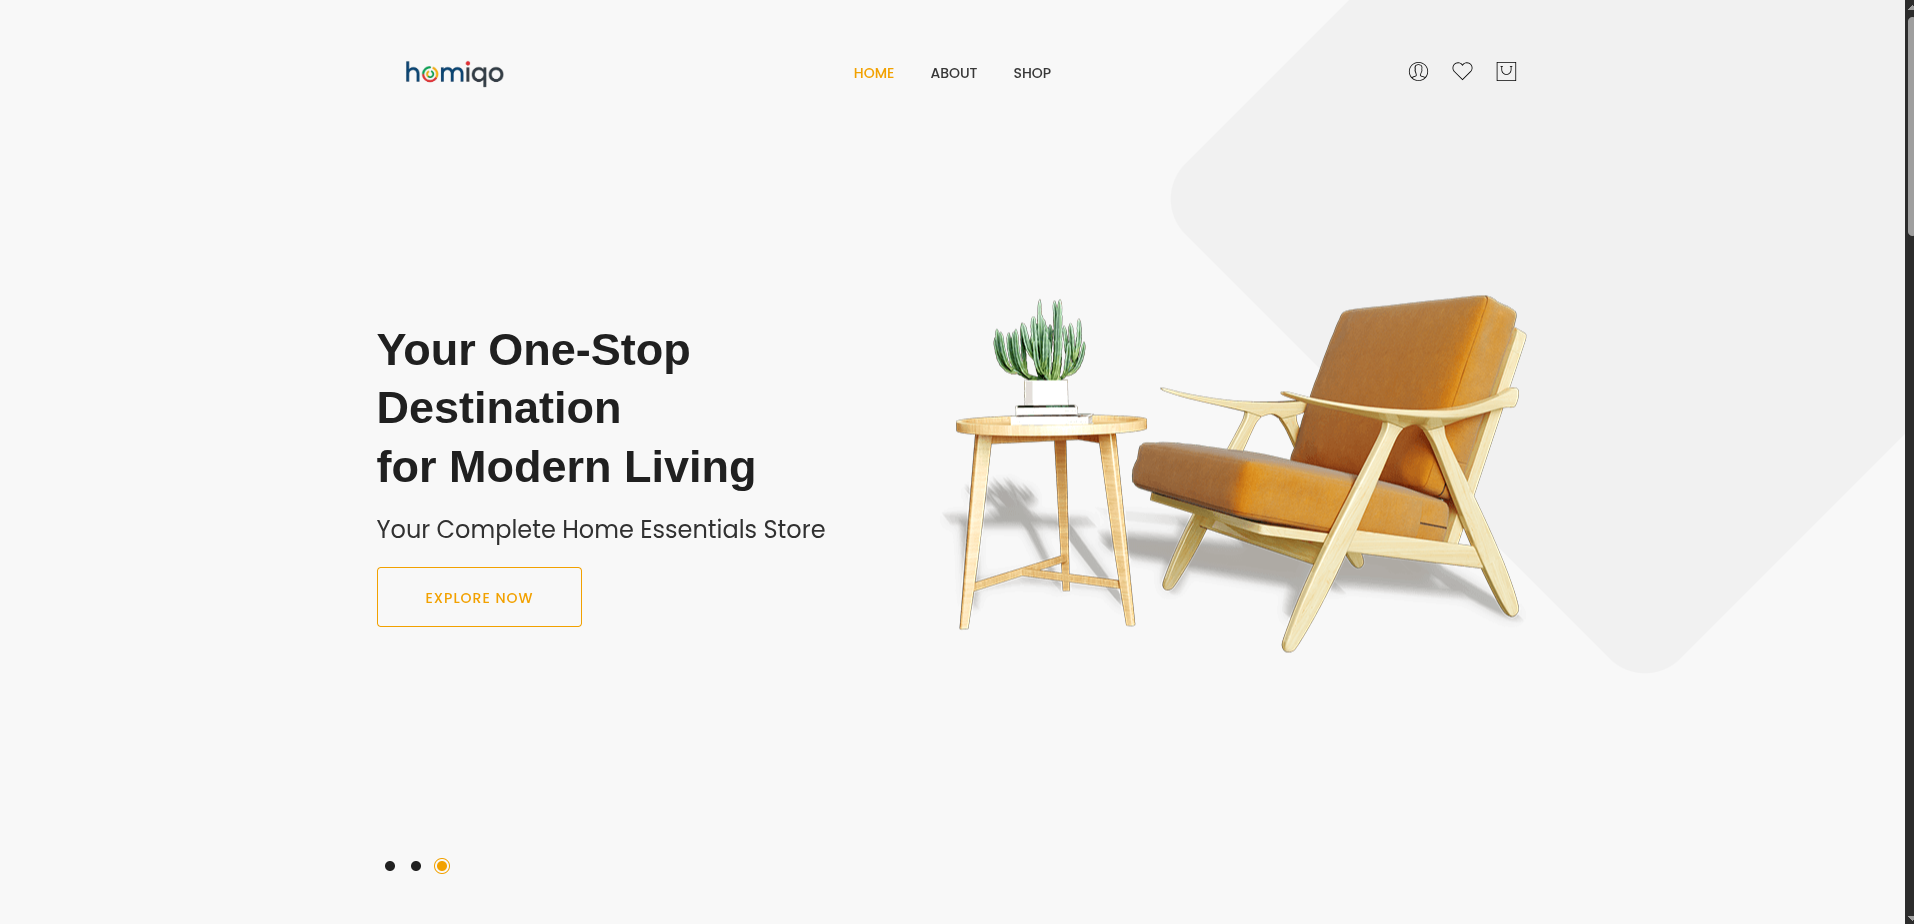 homiqo
HOME ABOUT SHOP
Your One-Stop
Destination
for Modern Living
Your Complete Home Essentials Store
EXPLORE NOW